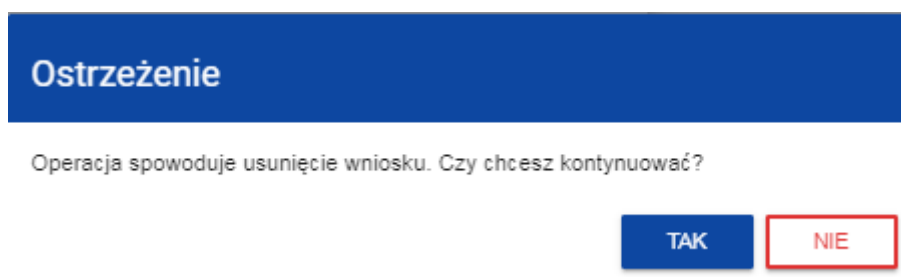 Ostrzeżenie
Operacja spowoduje usunięcie wniosku. Czy chcesz kontynuować?
TAK NIE